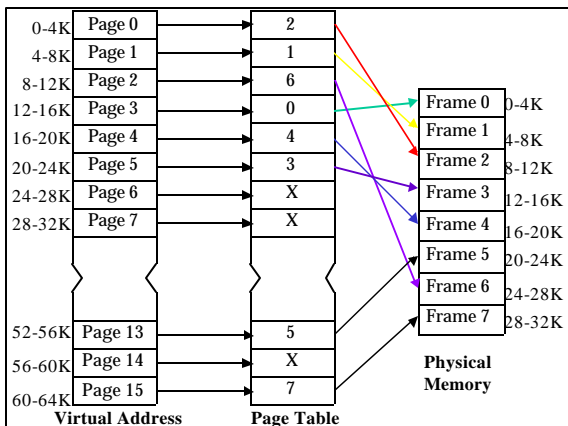 0-4K Page 0 2
4-8K Page 1 1
8-12K Page 2 6
12-16K Page 3 0
16-20K Page 4 4
20-24K Page 5 3
24-28K Page 6 X
28-32K Page 7 X
52-56K Page 13 5
56-60K Page 14 X
60-64K Page 15 7
Virtual Address
Page Table
Frame 0 0-4K
Frame 1 4-8K
Frame 2 8-12K
Frame 3 12-16K
Frame 4 16-20K
Frame 5 20-24K
Frame 6 24-28K
Frame 7 28-32K
Physical
Memory